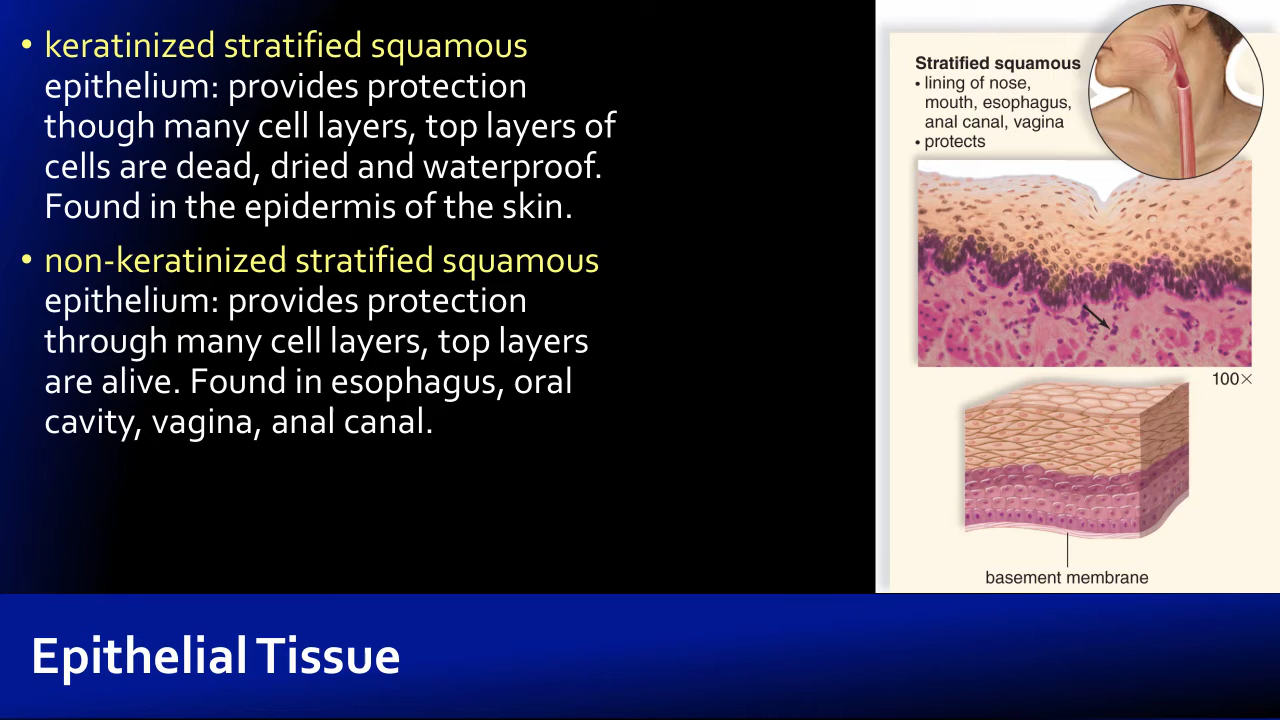 • keratinized stratified squamous
epithelium: provides protection
though many cell layers, top layers of
cells are dead, dried and waterproof.
Found in the epidermis of the skin.
• non-keratinized stratified squamous
epithelium: provides protection
through many cell layers, top layers
are alive. Found in esophagus, oral
cavity, vagina, anal canal.
Stratified squamous
• lining of nose,
mouth, esophagus,
anal canal, vagina
• protects
100×
basement membrane
Epithelial Tissue